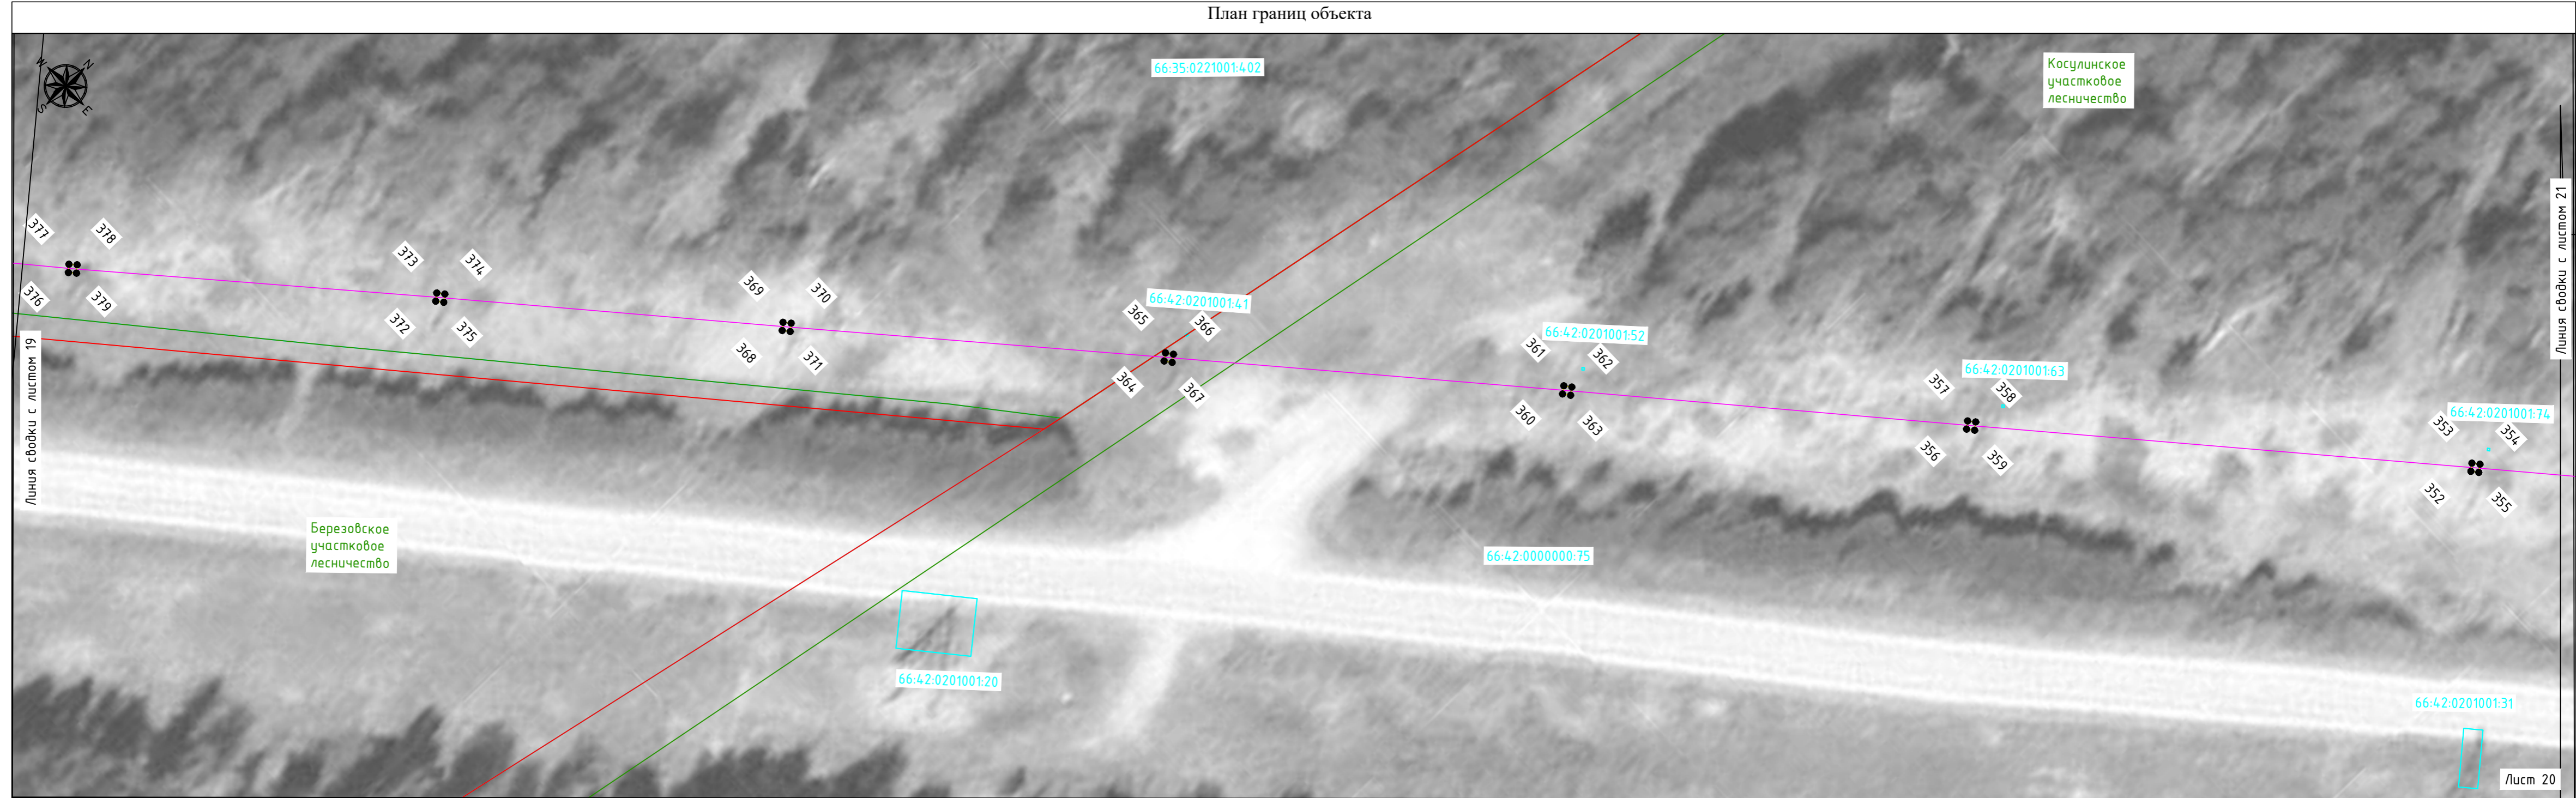 План границ объекта
W
N
S
E
66:35:0221001:402
Косулинское
участковое
лесничество
Линия сводки с листом 21
377
378
376
379
373
374
372
375
369
370
368
371
66:42:0201001:41
365
366
364
367
66:42:0201001:52
361
362
360
363
66:42:0201001:63
357
358
356
359
66:42:0201001:74
353
354
352
355
Линия сводки с листом 19
Березовское
участковое
лесничество
66:42:0000000:75
66:42:0201001:20
66:42:0201001:31
Лист 20